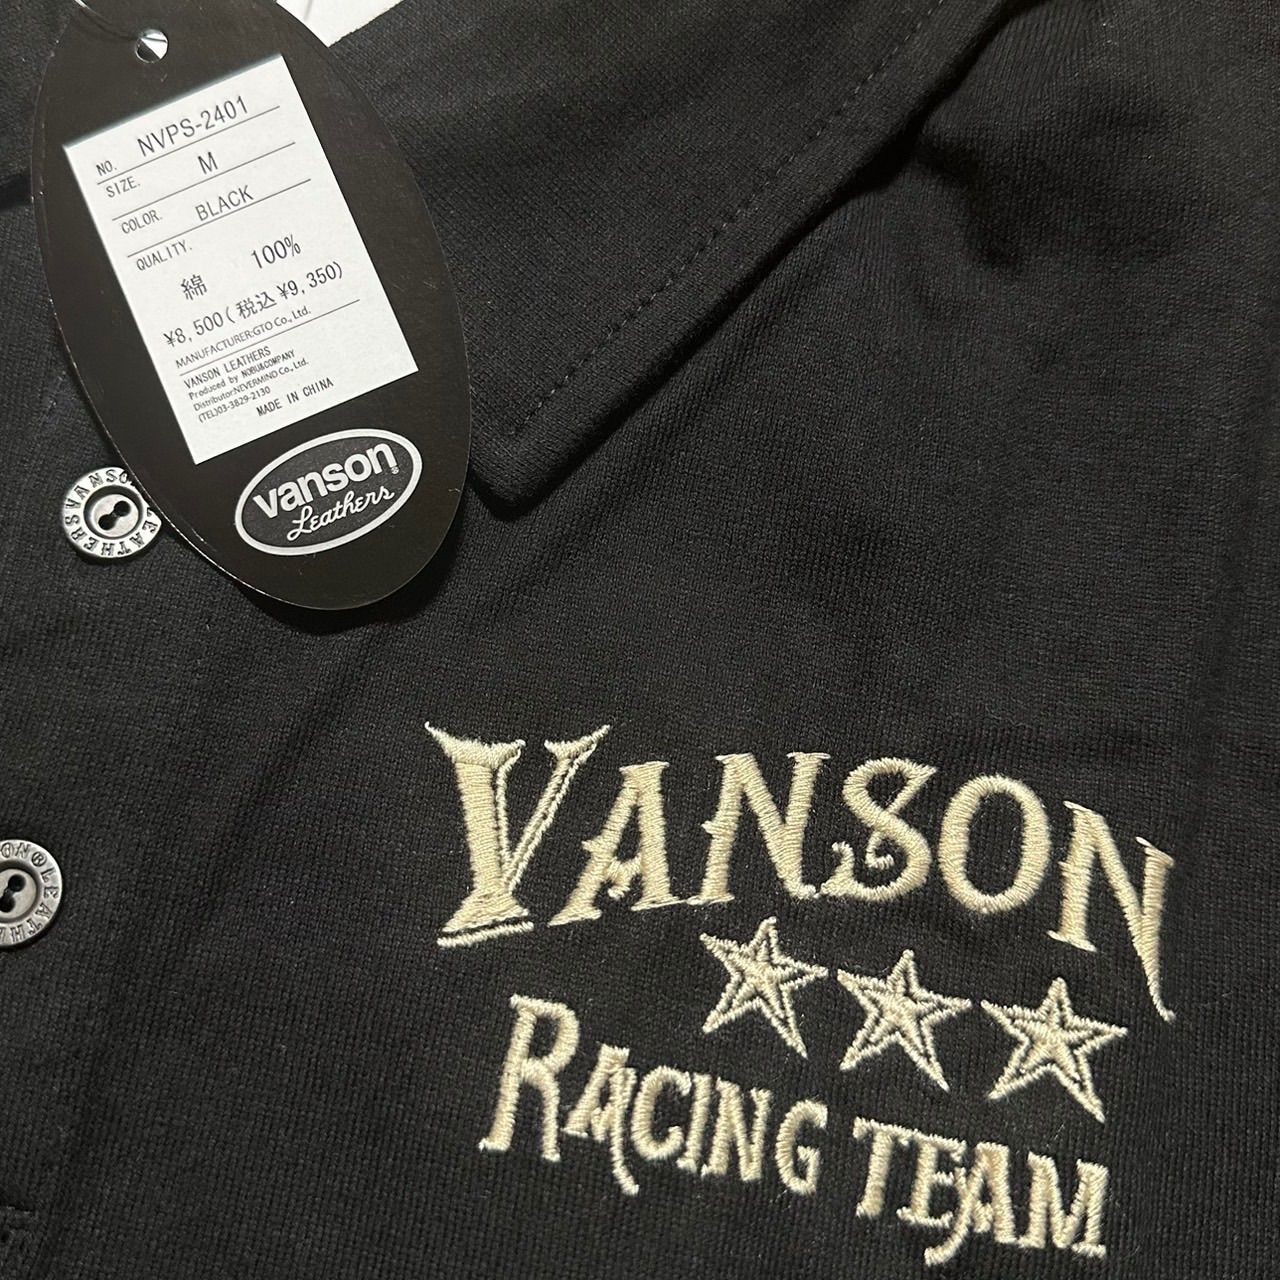 NO. NVPS-2401
SIZE. M
COLOR. BLACK
QUALITY.
綿 100%
¥8,500(税込¥9,350)
MANUFACTURER:GTO Co., Ltd.
VANSON LEATHERS
Produced by NOBU&COMPANY
Distributor:NEVERMIND Co., Ltd.
(TEL)03-3829-2130
MADE IN CHINA
vanson®
Leathers
VANSON
RACING TEAM